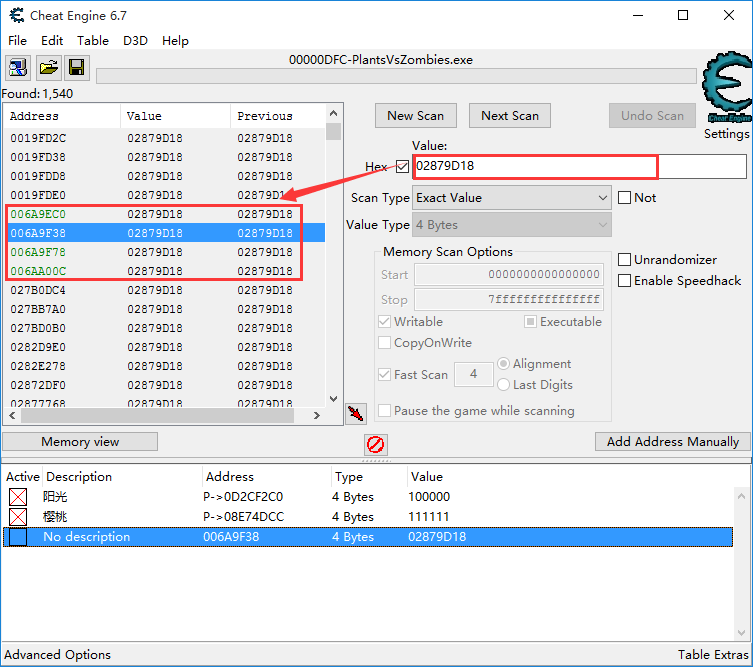 Cheat Engine 6.7
File Edit Table D3D Help
00000DFC-PlantsVsZombies.exe
Found: 1,540
Address Value Previous
0019FD2C 02879D18 02879D18
0019FD38 02879D18 02879D18
0019FDD8 02879D18 02879D18
0019FDE0 02879D18 02879D18
006A9EC0 02879D18 02879D18
006A9F38 02879D18 02879D18
006A9F78 02879D18 02879D18
006AA00C 02879D18 02879D18
027B0DC4 02879D18 02879D18
027BB7A0 02879D18 02879D18
027BD0B0 02879D18 02879D18
0282D9E0 02879D18 02879D18
0282E278 02879D18 02879D18
02872DF0 02879D18 02879D18
02877768 02879D18 02879D18
New Scan Next Scan Undo Scan
Cheat Engine
Settings
Value:
Hex 02879D18
Scan Type Exact Value Not
Value Type 4 Bytes
Memory Scan Options
Start 0000000000000000
Stop 7fffffffffffffff
Writable Executable
CopyOnWrite
Fast Scan 4 Alignment
Last Digits
Pause the game while scanning
Unrandomizer
Enable Speedhack
Memory view Add Address Manually
Active Description Address Type Value
阳光 P->0D2CF2C0 4 Bytes 100000
樱桃 P->08E74DCC 4 Bytes 111111
No description 006A9F38 4 Bytes 02879D18
Advanced Options Table Extras